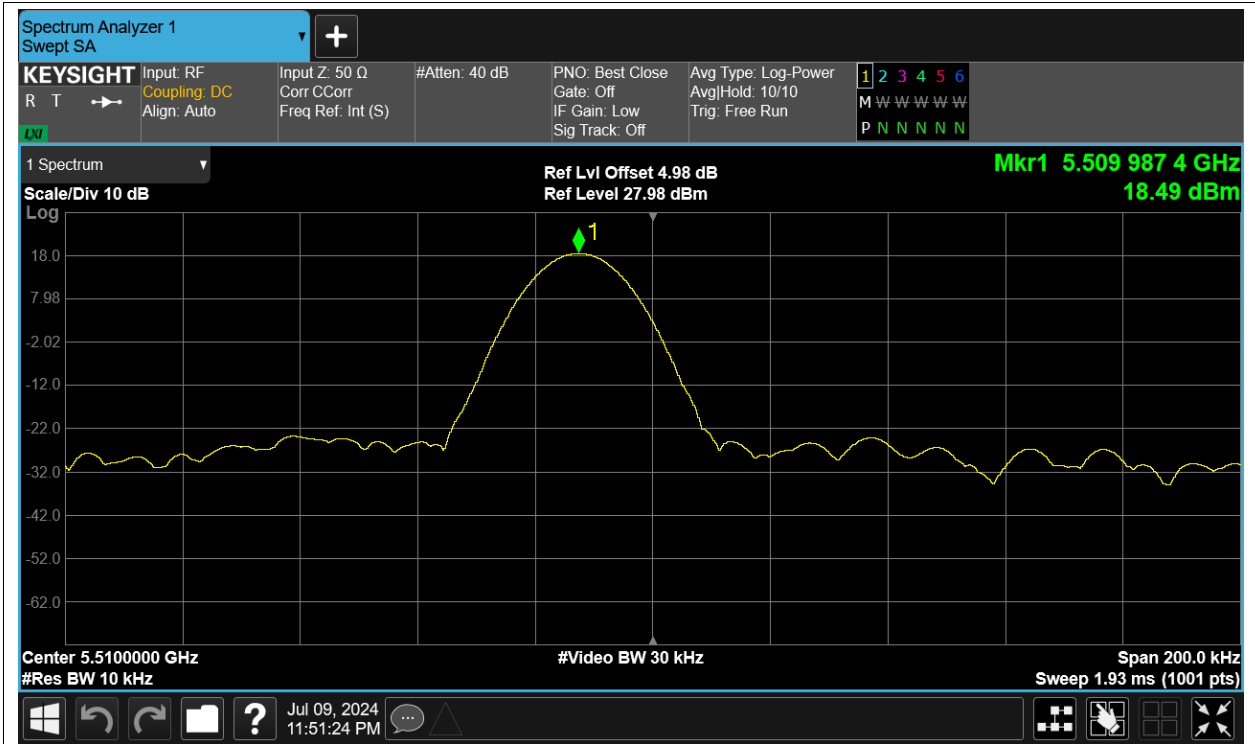 Spectrum Analyzer 1
Swept SA
KEYSIGHT
R T
LXI
Input: RF
Coupling: DC
Align: Auto
Input Z: 50 Ω
Corr CCorr
Freq Ref: Int (S)
#Atten: 40 dB
PNO: Best Close
Gate: Off
IF Gain: Low
Sig Track: Off
Avg Type: Log-Power
Avg|Hold: 10/10
Trig: Free Run
1 2 3 4 5 6
M W W W W W
P N N N N N
1 Spectrum
Scale/Div 10 dB
Log
Ref Lvl Offset 4.98 dB
Ref Level 27.98 dBm
Mkr1 5.509 987 4 GHz
18.49 dBm
1
18.0
7.98
-2.02
-12.0
-22.0
-32.0
-42.0
-52.0
-62.0
Center 5.5100000 GHz
#Res BW 10 kHz
#Video BW 30 kHz
Span 200.0 kHz
Sweep 1.93 ms (1001 pts)
?
Jul 09, 2024
11:51:24 PM